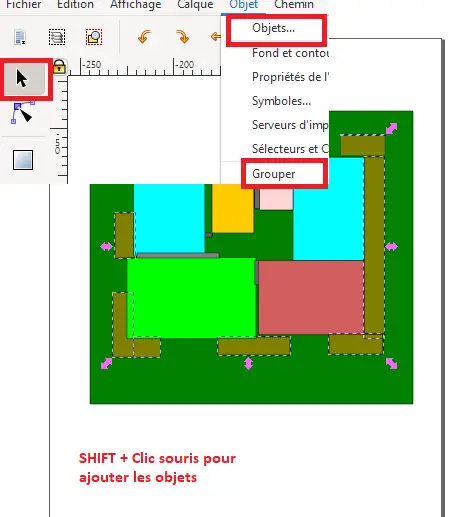 Fichier Edition Affichage Calque Objet Chemin
Objets...
Fond et contou
Propriétés de l'
Symboles...
Serveurs d'imp
Sélecteurs et C
Grouper
-250 -200
-50
SHIFT + Clic souris pour
ajouter les objets